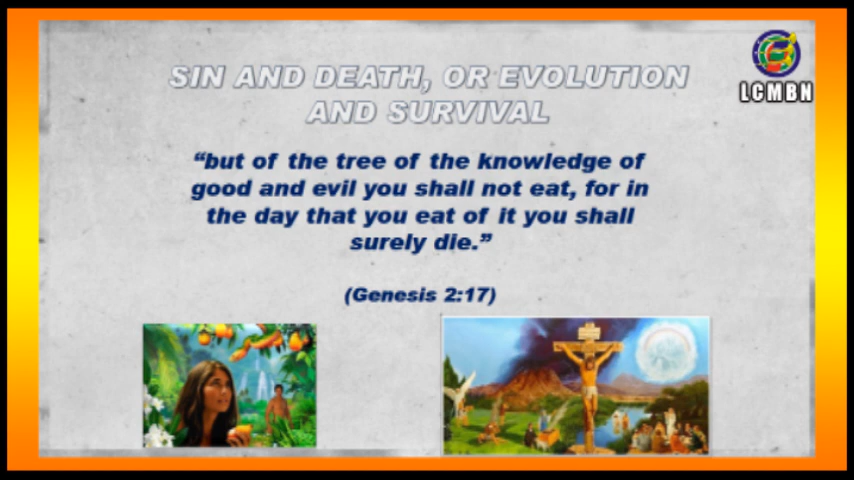 SIN AND DEATH, OR EVOLUTION
AND SURVIVAL
LCMBN
“but of the tree of the knowledge of
good and evil you shall not eat, for in
the day that you eat of it you shall
surely die.”
(Genesis 2:17)